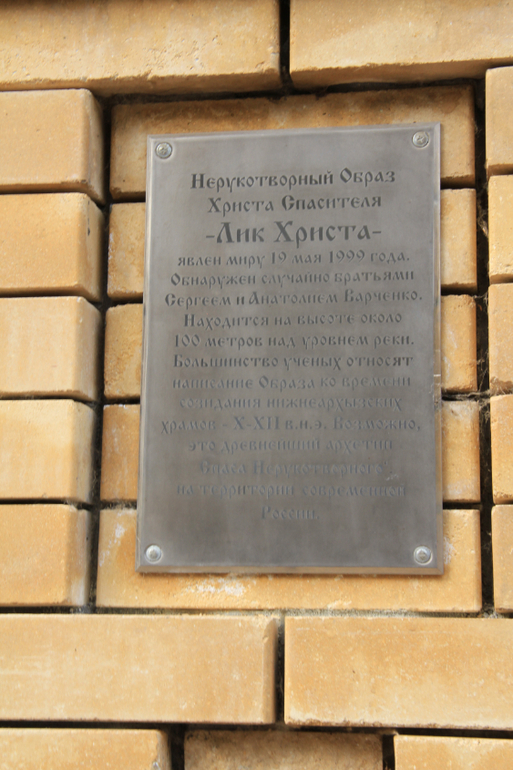 Нерукотворный Образ
Христа Спасителя
-Лик Христа-
явлен миру 19 мая 1999 года.
Обнаружен случайно братьями
Сергеем и Анатолием Варченко.
Находится на высоте около
100 метров над уровнем реки.
Большинство ученых относят
написание Образа ко времени
созидания нижнеархызских
храмов - X-XII в.н.э. Возможно,
это древнейший архетип
Спаса Нерукотворного
на территории современной
России.